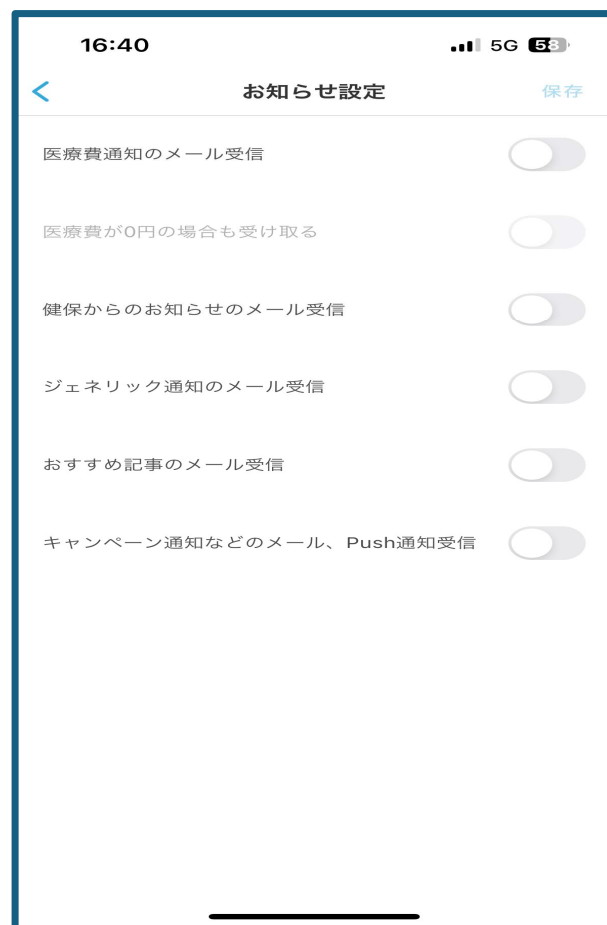 16:40 5G 58
お知らせ設定 保存
医療費通知のメール受信
医療費が0円の場合も受け取る
健保からのお知らせのメール受信
ジェネリック通知のメール受信
おすすめ記事のメール受信
キャンペーン通知などのメール、Push通知受信